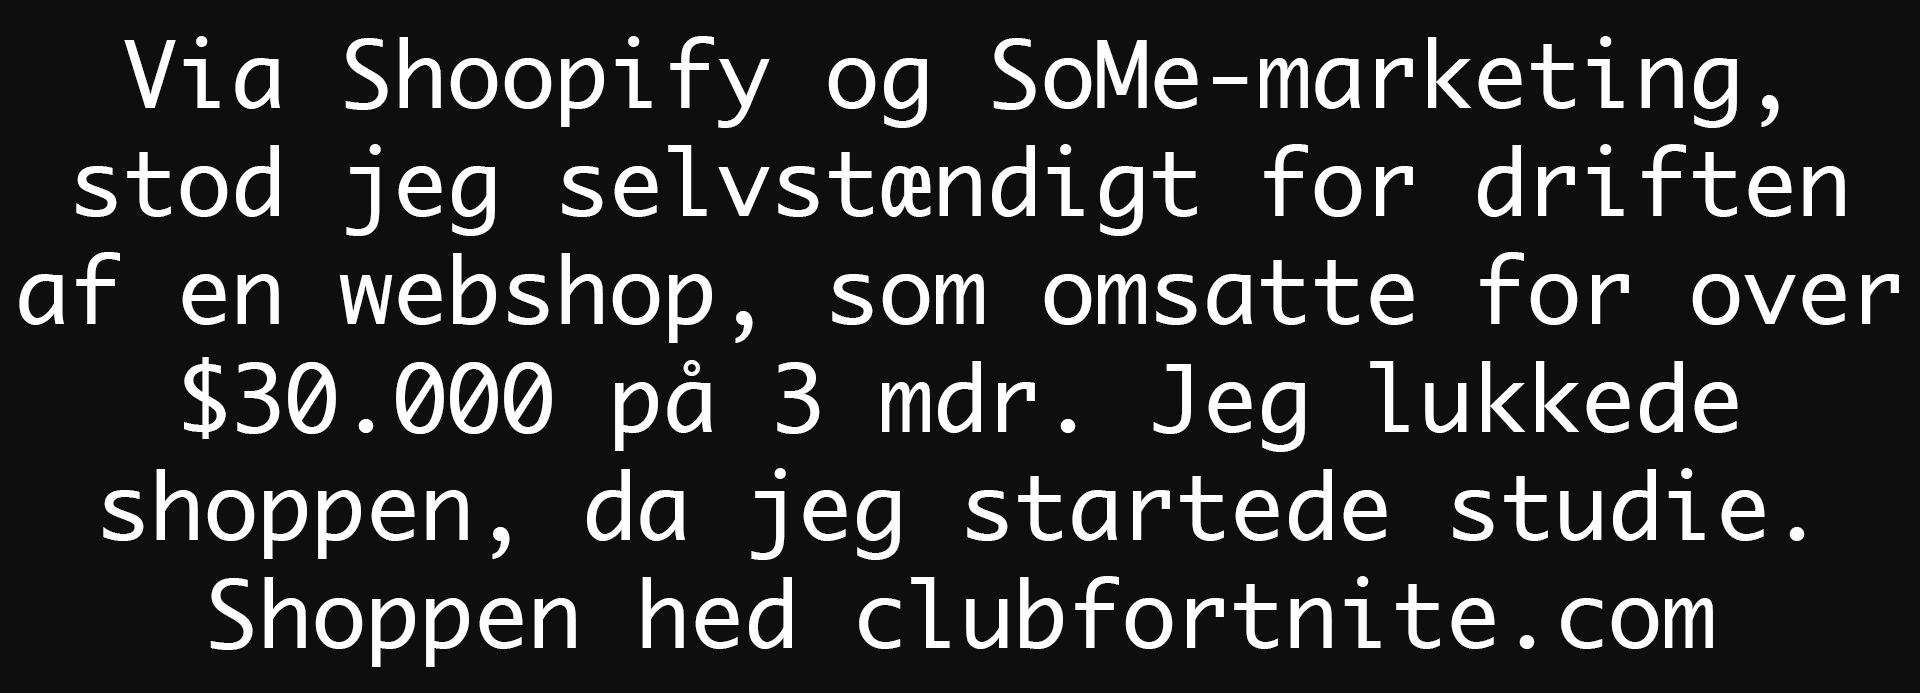 Via Shoopify og SoMe-marketing,
stod jeg selvstændigt for driften
af en webshop, som omsatte for over
$30.000 på 3 mdr. Jeg lukkede
shoppen, da jeg startede studie.
Shoppen hed clubfortnite.com